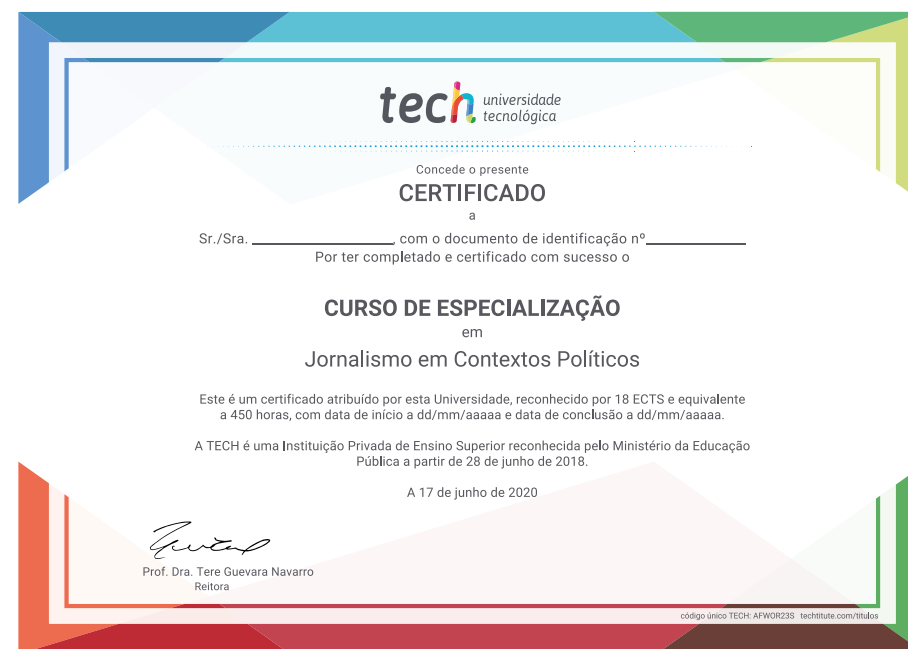 tech universidade
tecnológica
Concede o presente
CERTIFICADO
a
Sr./Sra. , com o documento de identificação nº
Por ter completado e certificado com sucesso o
CURSO DE ESPECIALIZAÇÃO
em
Jornalismo em Contextos Políticos
Este é um certificado atribuído por esta Universidade, reconhecido por 18 ECTS e equivalente
a 450 horas, com data de início a dd/mm/aaaaa e data de conclusão a dd/mm/aaaaa.
A TECH é uma Instituição Privada de Ensino Superior reconhecida pelo Ministério da Educação
Pública a partir de 28 de junho de 2018.
A 17 de junho de 2020
Prof. Dra. Tere Guevara Navarro
Reitora
código único TECH: AFWOR23S techtitute.com/titulos